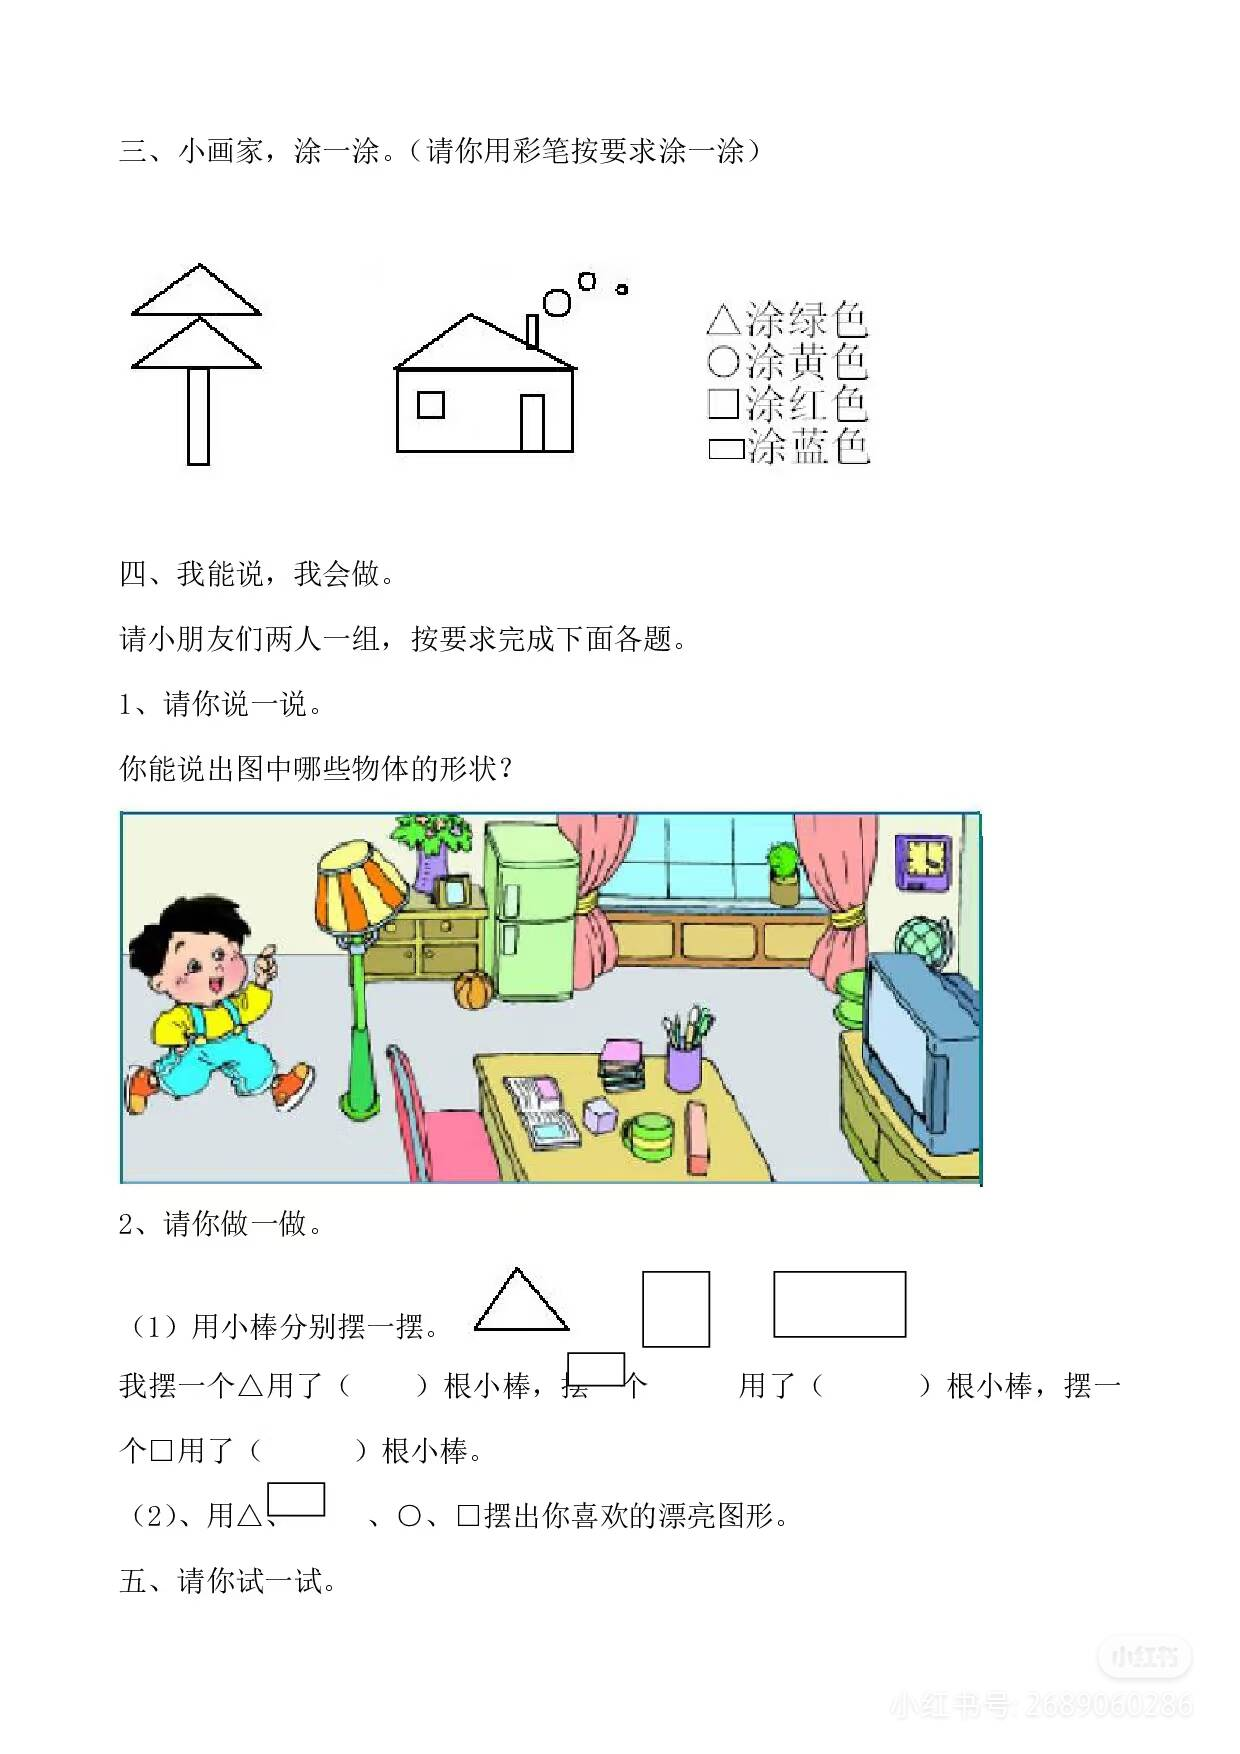 三、小画家，涂一涂。（请你用彩笔按要求涂一涂）
△涂绿色
○涂黄色
□涂红色
▭涂蓝色
四、我能说，我会做。
请小朋友们两人一组，按要求完成下面各题。
1、请你说一说。
你能说出图中哪些物体的形状？
2、请你做一做。
（1）用小棒分别摆一摆。
我摆一个△用了（　　）根小棒，摆一个▭用了（　　）根小棒，摆一
个□用了（　　）根小棒。
（2）、用△、▭、○、□摆出你喜欢的漂亮图形。
五、请你试一试。
小红书
小红书号: 2689060286